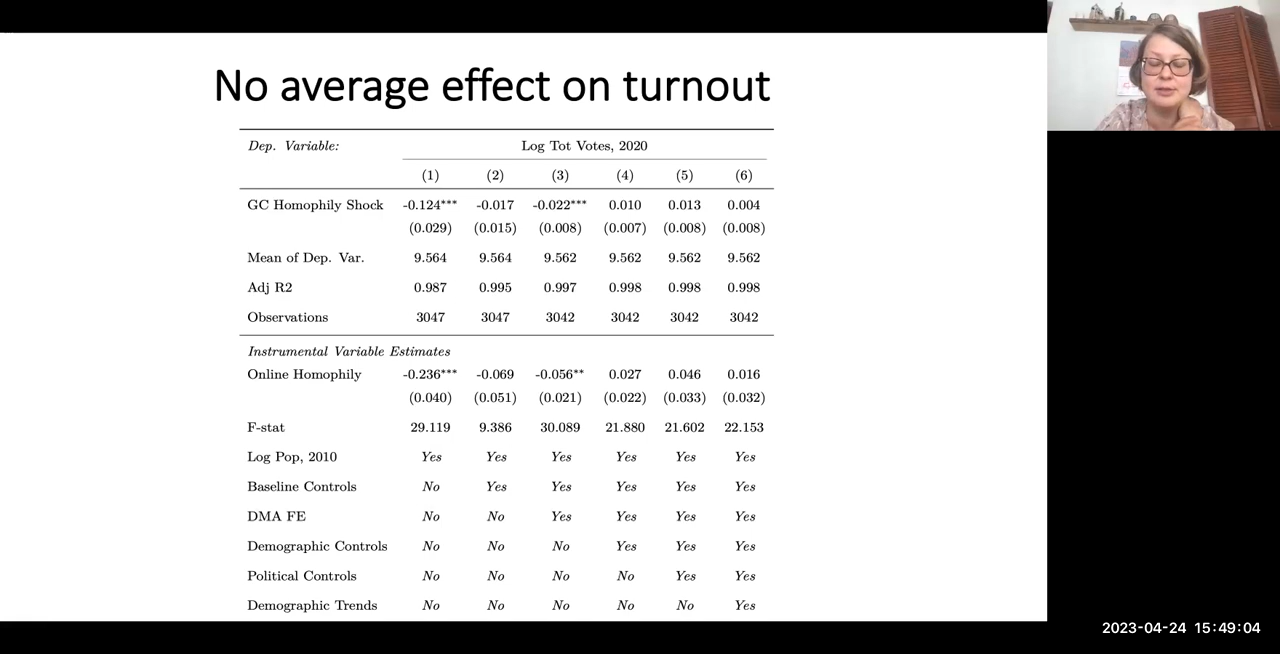 No average effect on turnout
Dep. Variable: Log Tot Votes, 2020
(1) (2) (3) (4) (5) (6)
GC Homophily Shock -0.124*** -0.017 -0.022*** 0.010 0.013 0.004
(0.029) (0.015) (0.008) (0.007) (0.008) (0.008)
Mean of Dep. Var. 9.564 9.564 9.562 9.562 9.562 9.562
Adj R2 0.987 0.995 0.997 0.998 0.998 0.998
Observations 3047 3047 3042 3042 3042 3042
Instrumental Variable Estimates
Online Homophily -0.236*** -0.069 -0.056** 0.027 0.046 0.016
(0.040) (0.051) (0.021) (0.022) (0.033) (0.032)
F-stat 29.119 9.386 30.089 21.880 21.602 22.153
Log Pop, 2010 Yes Yes Yes Yes Yes Yes
Baseline Controls No Yes Yes Yes Yes Yes
DMA FE No No Yes Yes Yes Yes
Demographic Controls No No No Yes Yes Yes
Political Controls No No No No Yes Yes
Demographic Trends No No No No No Yes
2023-04-24 15:49:04